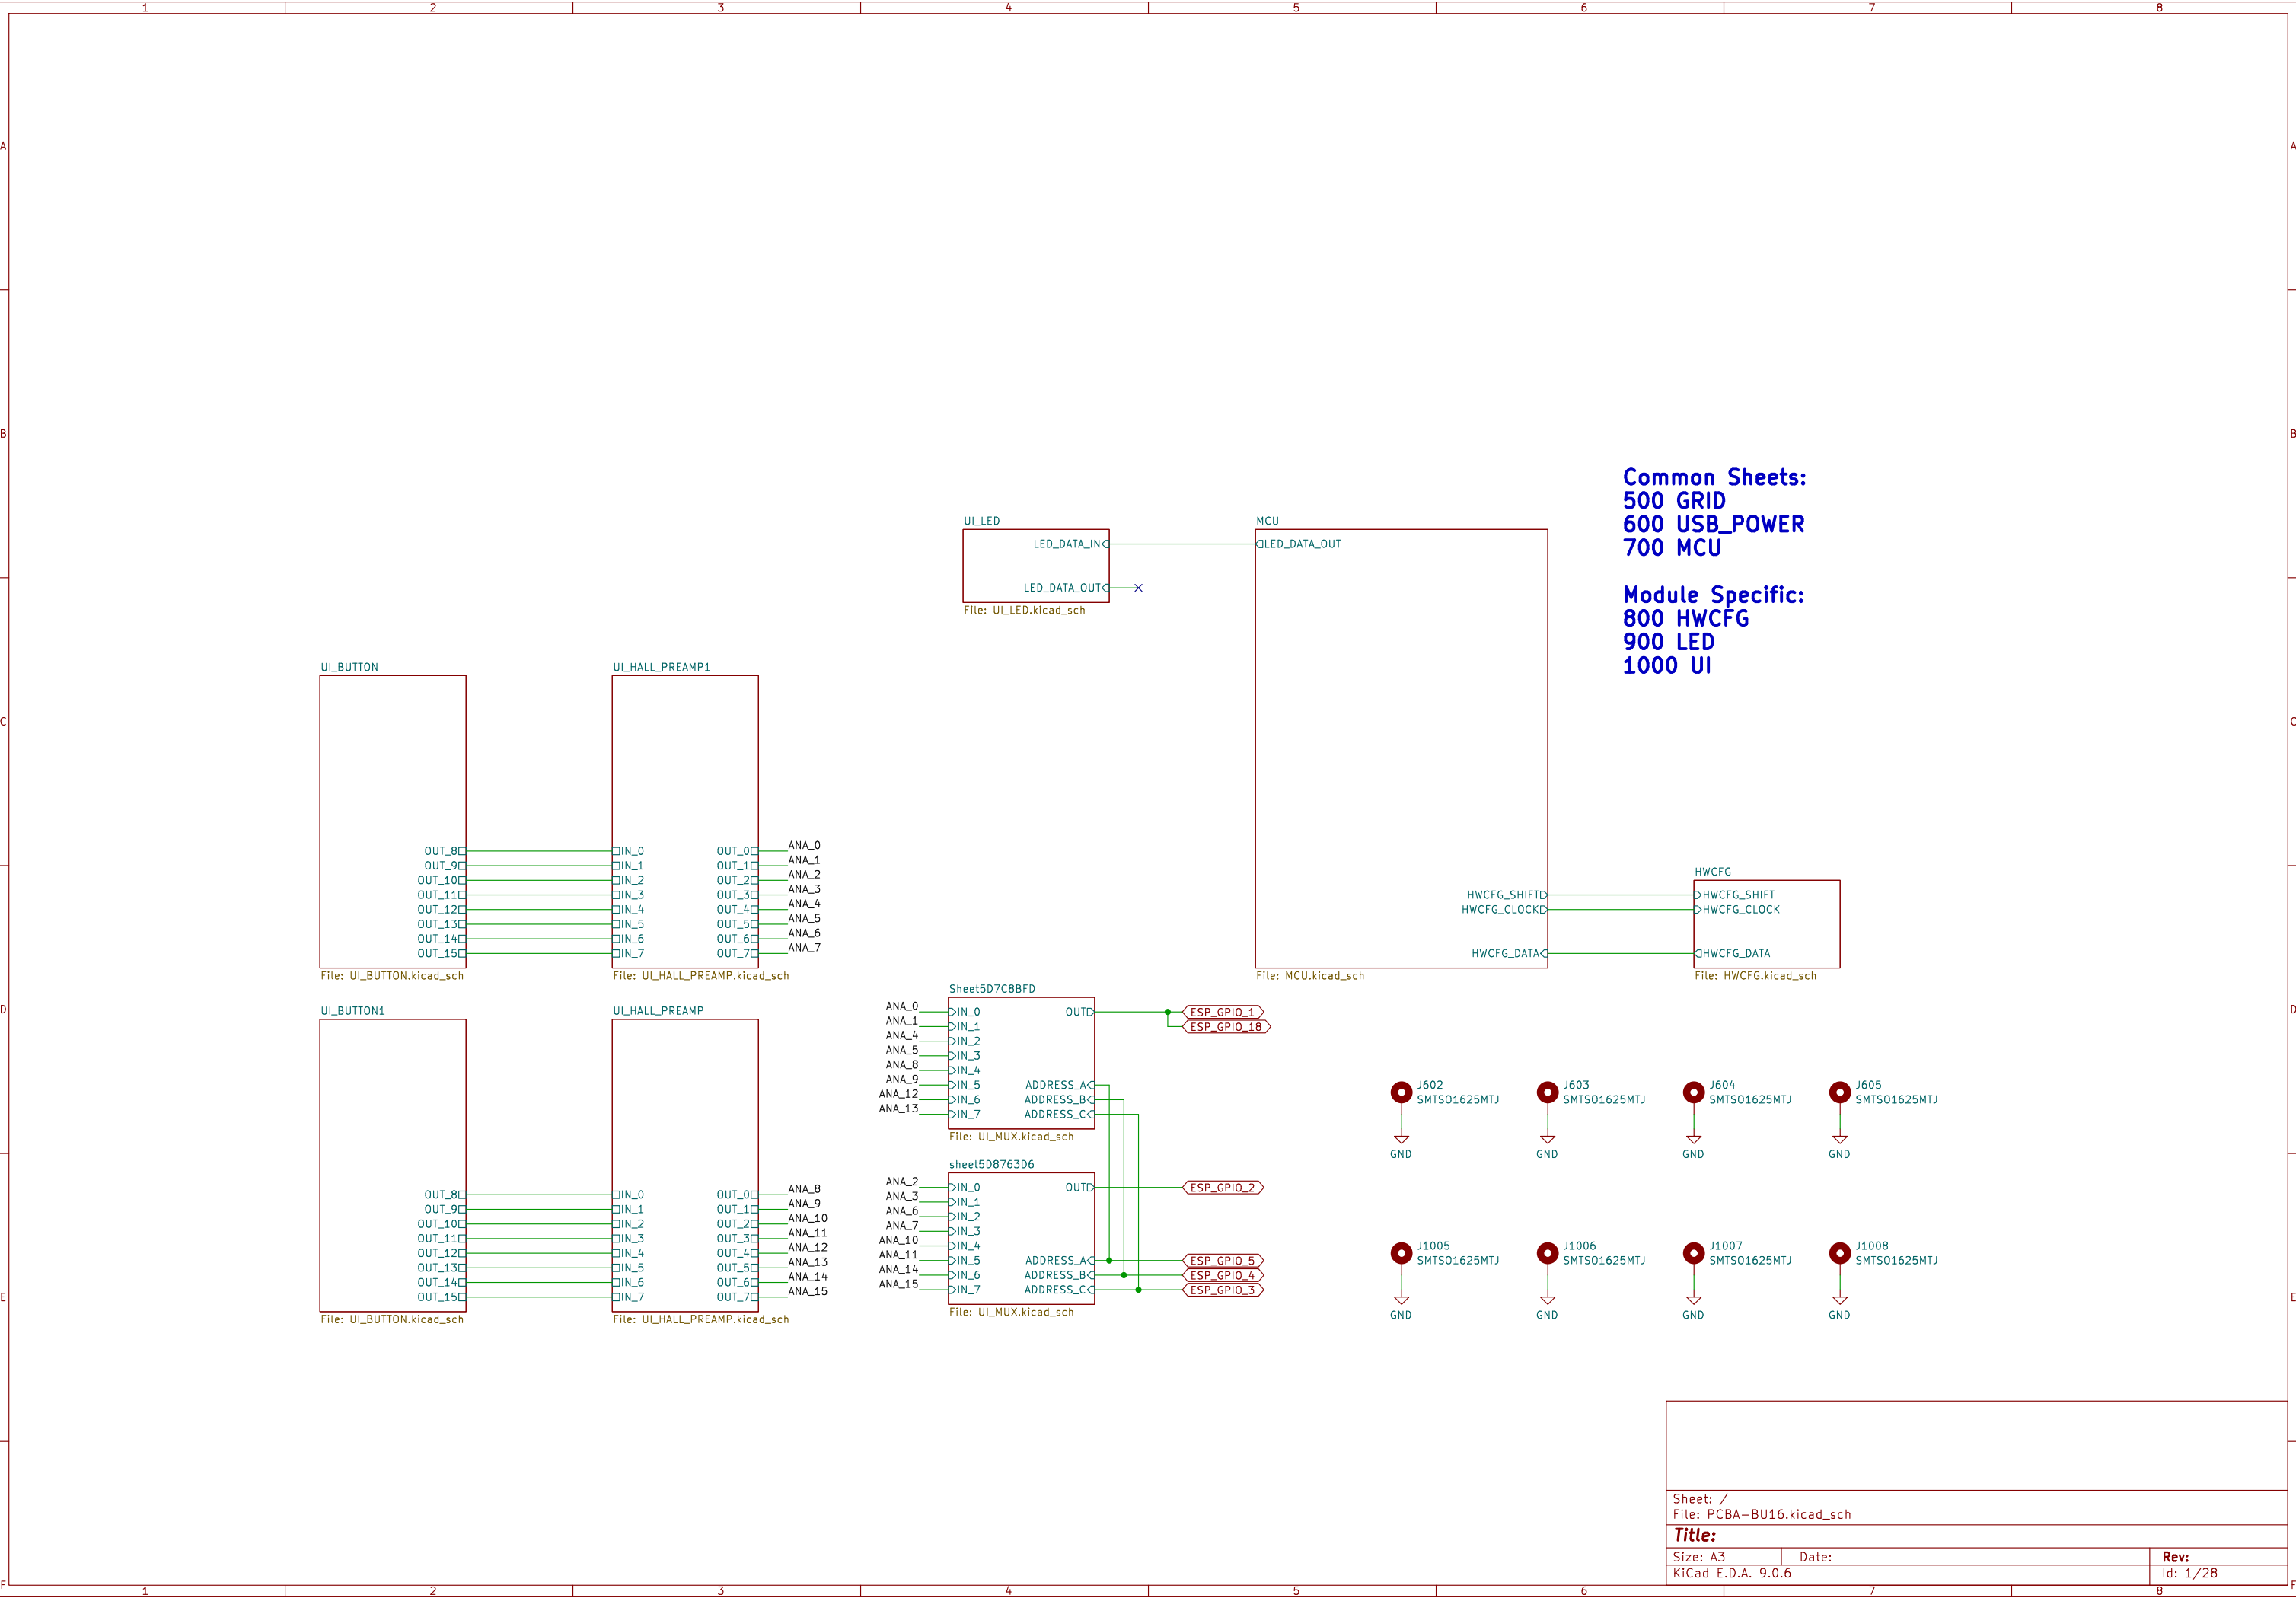 1 2 3 4 5 6 7 8
A A
B B
C C
D D
E E
F F
Common Sheets:
500 GRID
600 USB_POWER
700 MCU
Module Specific:
800 HWCFG
900 LED
1000 UI
UI_LED
LED_DATA_IN
LED_DATA_OUT
File: UI_LED.kicad_sch
MCU
LED_DATA_OUT
HWCFG_SHIFT
HWCFG_CLOCK
HWCFG_DATA
File: MCU.kicad_sch
HWCFG
HWCFG_SHIFT
HWCFG_CLOCK
HWCFG_DATA
File: HWCFG.kicad_sch
UI_BUTTON
OUT_8
OUT_9
OUT_10
OUT_11
OUT_12
OUT_13
OUT_14
OUT_15
File: UI_BUTTON.kicad_sch
UI_HALL_PREAMP1
IN_0 OUT_0 ANA_0
IN_1 OUT_1 ANA_1
IN_2 OUT_2 ANA_2
IN_3 OUT_3 ANA_3
IN_4 OUT_4 ANA_4
IN_5 OUT_5 ANA_5
IN_6 OUT_6 ANA_6
IN_7 OUT_7 ANA_7
File: UI_HALL_PREAMP.kicad_sch
UI_BUTTON1
OUT_8
OUT_9
OUT_10
OUT_11
OUT_12
OUT_13
OUT_14
OUT_15
File: UI_BUTTON.kicad_sch
UI_HALL_PREAMP
IN_0 OUT_0 ANA_8
IN_1 OUT_1 ANA_9
IN_2 OUT_2 ANA_10
IN_3 OUT_3 ANA_11
IN_4 OUT_4 ANA_12
IN_5 OUT_5 ANA_13
IN_6 OUT_6 ANA_14
IN_7 OUT_7 ANA_15
File: UI_HALL_PREAMP.kicad_sch
Sheet5D7C8BFD
ANA_0 IN_0 OUT ESP_GPIO_1
ANA_1 IN_1 ESP_GPIO_18
ANA_4 IN_2
ANA_5 IN_3
ANA_8 IN_4
ANA_9 IN_5 ADDRESS_A
ANA_12 IN_6 ADDRESS_B
ANA_13 IN_7 ADDRESS_C
File: UI_MUX.kicad_sch
sheet5D8763D6
ANA_2 IN_0 OUT ESP_GPIO_2
ANA_3 IN_1
ANA_6 IN_2
ANA_7 IN_3
ANA_10 IN_4
ANA_11 IN_5 ADDRESS_A ESP_GPIO_5
ANA_14 IN_6 ADDRESS_B ESP_GPIO_4
ANA_15 IN_7 ADDRESS_C ESP_GPIO_3
File: UI_MUX.kicad_sch
J602 J603 J604 J605
SMTSO1625MTJ SMTSO1625MTJ SMTSO1625MTJ SMTSO1625MTJ
GND GND GND GND
J1005 J1006 J1007 J1008
SMTSO1625MTJ SMTSO1625MTJ SMTSO1625MTJ SMTSO1625MTJ
GND GND GND GND
Sheet: /
File: PCBA-BU16.kicad_sch
Title:
Size: A3 Date: Rev:
KiCad E.D.A. 9.0.6 Id: 1/28
1 2 3 4 5 6 7 8